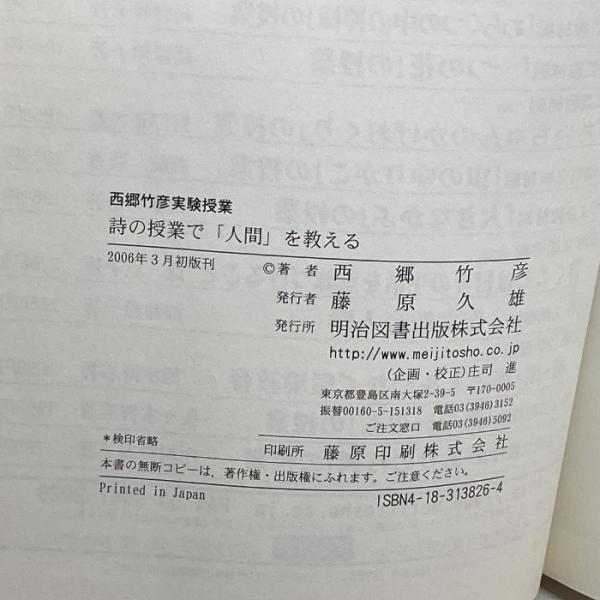 西郷竹彦実験授業
詩の授業で「人間」を教える
2006年3月初版刊
©著 者 西郷竹彦
発行者 藤原久雄
発行所 明治図書出版株式会社
http://www.meijitosho.co.jp
(企画・校正)庄司 進
東京都豊島区南大塚2-39-5 〒170-0005
振替00160-5-151318 電話03(3946)3152
ご注文窓口 電話03(3946)5092
*検印省略
印刷所 藤原印刷株式会社
本書の無断コピーは,著作権・出版権にふれます。ご注意ください。
Printed in Japan
ISBN4-18-313826-4